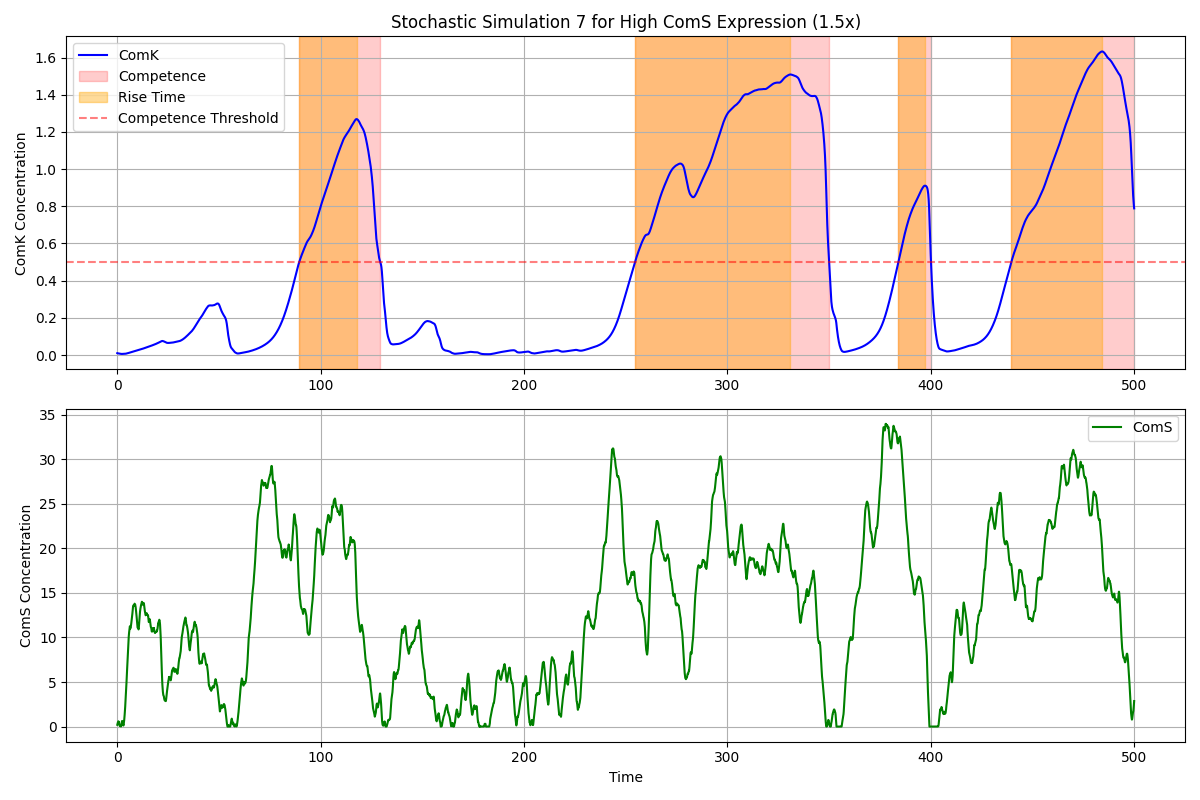 Stochastic Simulation 7 for High ComS Expression (1.5x)
ComK
Competence
Rise Time
Competence Threshold
ComK Concentration
1.6
1.4
1.2
1.0
0.8
0.6
0.4
0.2
0.0
0 100 200 300 400 500
ComS
ComS Concentration
35
30
25
20
15
10
5
0
0 100 200 300 400 500
Time